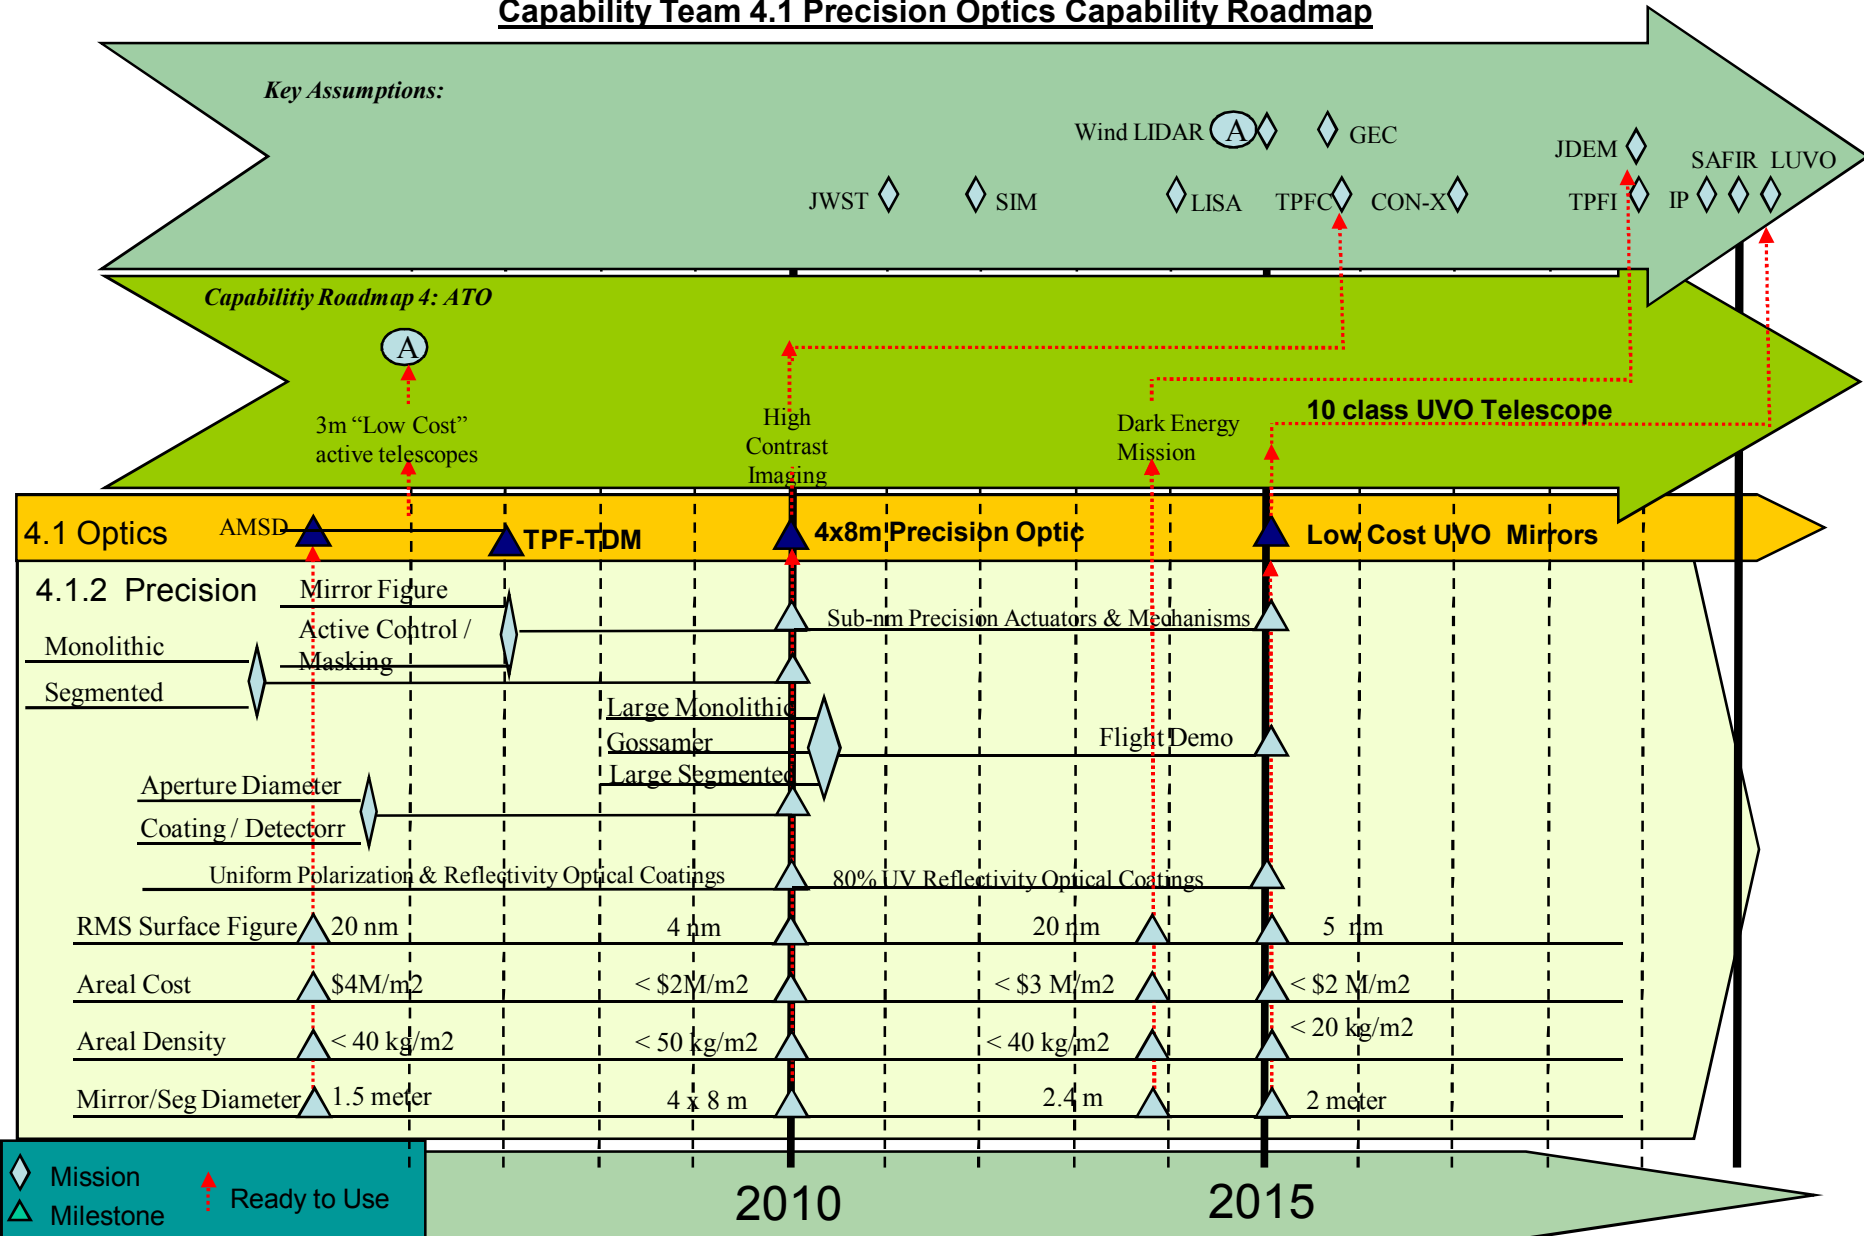 Capability Team 4.1 Precision Optics Capability Roadmap
Key Assumptions:
Wind LIDAR
A
GEC
JDEM
SAFIR
LUVO
JWST
SIM
LISA
TPFC
CON-X
TPFI
IP
Capabilitiy Roadmap 4: ATO
A
3m “Low Cost”
active telescopes
High
Contrast
Imaging
Dark Energy
Mission
10 class UVO Telescope
4.1 Optics
AMSD
TPF-TDM
4x8m Precision Optic
Low Cost UVO Mirrors
4.1.2 Precision
Mirror Figure
Active Control /
Masking
Sub-nm Precision Actuators & Mechanisms
Monolithic
Segmented
Large Monolithic
Gossamer
Large Segmented
Flight Demo
Aperture Diameter
Coating / Detectorr
Uniform Polarization & Reflectivity Optical Coatings
80% UV Reflectivity Optical Coatings
RMS Surface Figure 20 nm 4 nm 20 nm 5 nm
Areal Cost $4M/m2 < $2M/m2 < $3 M/m2 < $2 M/m2
Areal Density < 40 kg/m2 < 50 kg/m2 < 40 kg/m2 < 20 kg/m2
Mirror/Seg Diameter 1.5 meter 4 x 8 m 2.4 m 2 meter
Mission
Milestone
Ready to Use
2010
2015